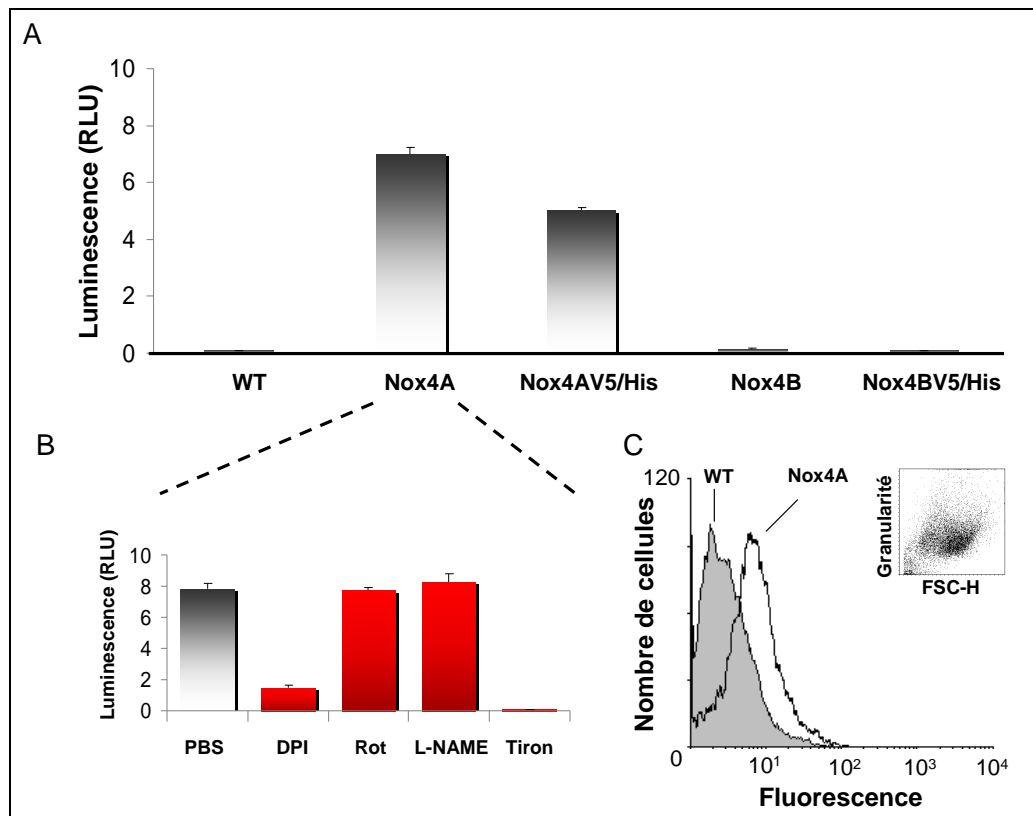 A
Luminescence (RLU)
10
8
6
4
2
0
WT
Nox4A
Nox4AV5/His
Nox4B
Nox4BV5/His
B
Luminescence (RLU)
10
8
6
4
2
0
PBS
DPI
Rot
L-NAME
Tiron
C
WT
Nox4A
120
Nombre de cellules
0
10¹
10²
10³
10⁴
Fluorescence
Granularité
FSC-H